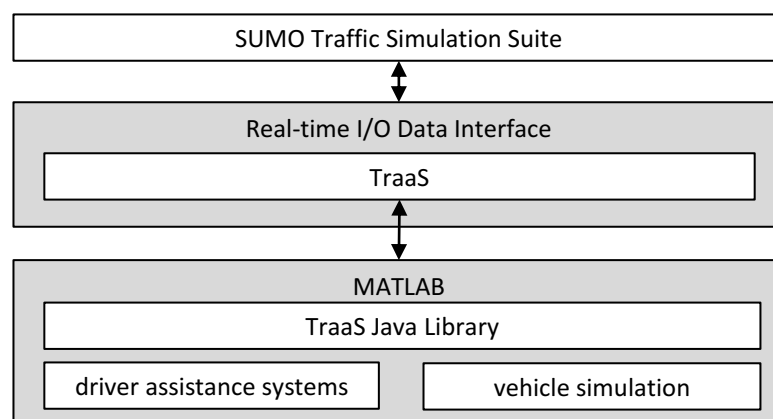 SUMO Traffic Simulation Suite
Real-time I/O Data Interface
TraaS
MATLAB
TraaS Java Library
driver assistance systems
vehicle simulation